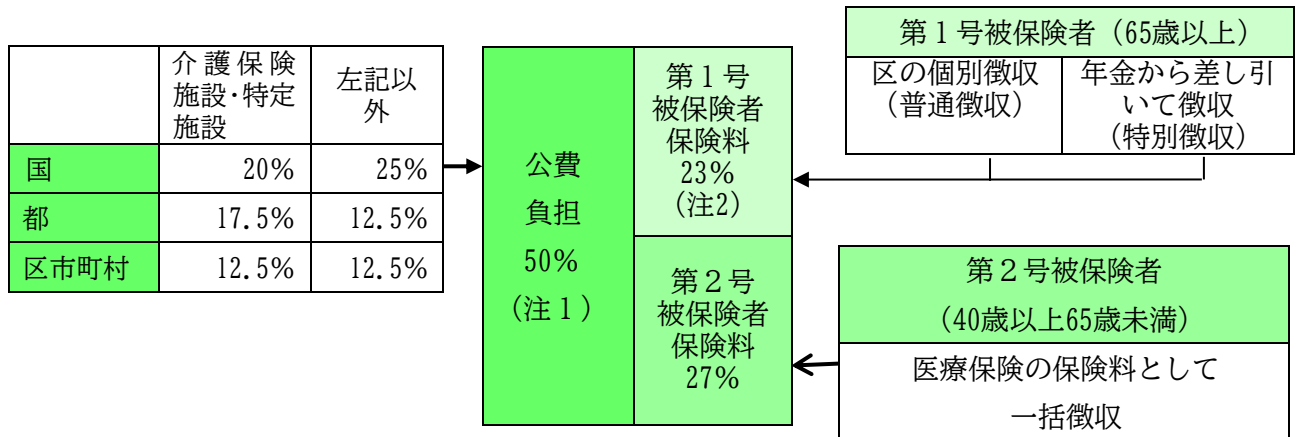 介護保険
施設・特定
施設
左記以
外
国
20%
25%
都
17.5%
12.5%
区市町村
12.5%
12.5%
公費
負担
50%
(注1)
第1号
被保険者
保険料
23%
(注2)
第2号
被保険者
保険料
27%
第1号被保険者(65歳以上)
区の個別徴収
(普通徴収)
年金から差し引
いて徴収
(特別徴収)
第2号被保険者
(40歳以上65歳未満)
医療保険の保険料として
一括徴収